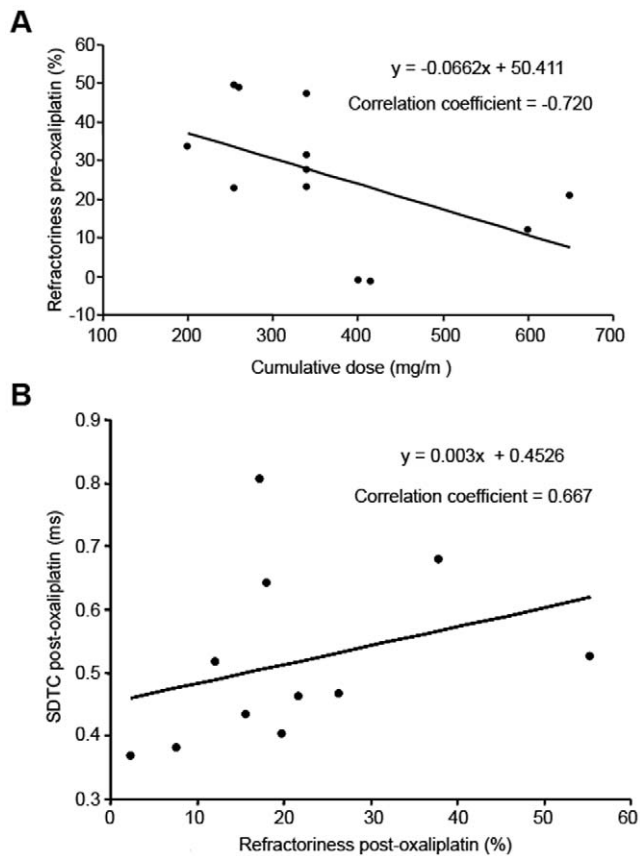 A
y = -0.0662x + 50.411
Correlation coefficient = -0.720
Refractoriness pre-oxaliplatin (%)
60
50
40
30
20
10
0
-10
100 200 300 400 500 600 700
Cumulative dose (mg/m )
B
y = 0.003x + 0.4526
Correlation coefficient = 0.667
SDTC post-oxaliplatin (ms)
0.9
0.8
0.7
0.6
0.5
0.4
0.3
0 10 20 30 40 50 60
Refractoriness post-oxaliplatin (%)